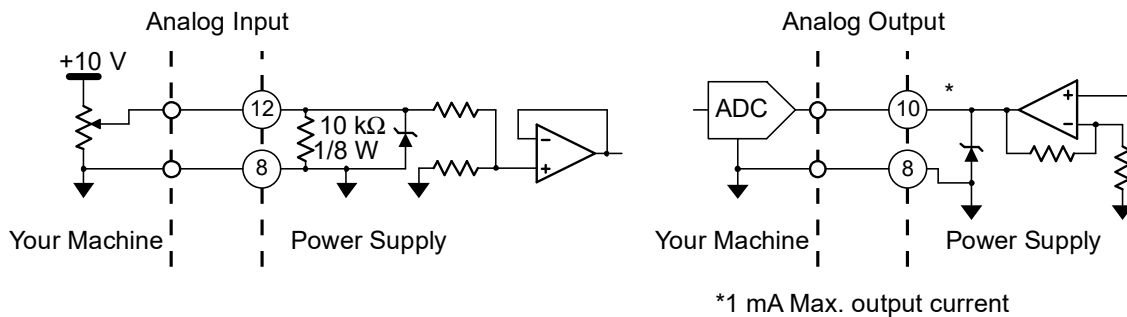 Analog Input
+10 V
12
10 kΩ
1/8 W
8
-
+
Your Machine
Power Supply
Analog Output
ADC
10
*
+
-
8
Your Machine
Power Supply
*1 mA Max. output current